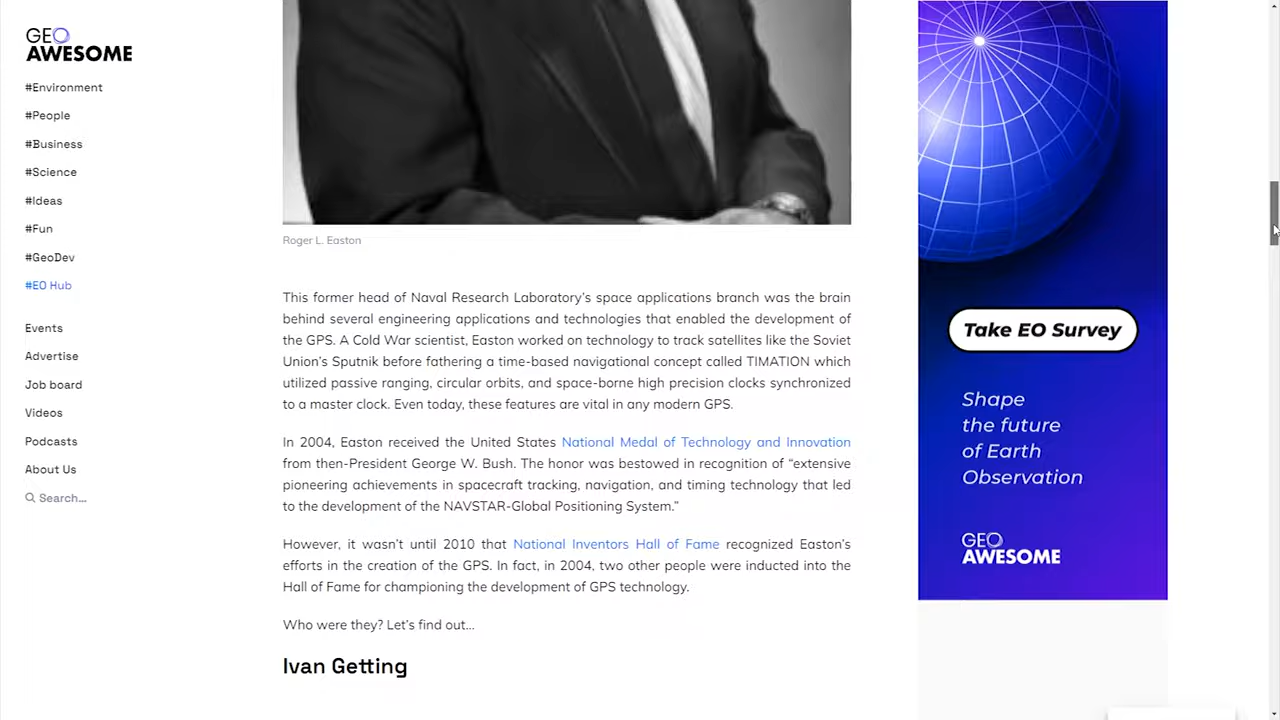 GEO
AWESOME
#Environment
#People
#Business
#Science
#Ideas
#Fun
#GeoDev
#EO Hub
Events
Advertise
Job board
Videos
Podcasts
About Us
Search...
Roger L. Easton
This former head of Naval Research Laboratory’s space applications branch was the brain
behind several engineering applications and technologies that enabled the development of
the GPS. A Cold War scientist, Easton worked on technology to track satellites like the Soviet
Union’s Sputnik before fathering a time-based navigational concept called TIMATION which
utilized passive ranging, circular orbits, and space-borne high precision clocks synchronized
to a master clock. Even today, these features are vital in any modern GPS.
In 2004, Easton received the United States National Medal of Technology and Innovation
from then-President George W. Bush. The honor was bestowed in recognition of “extensive
pioneering achievements in spacecraft tracking, navigation, and timing technology that led
to the development of the NAVSTAR-Global Positioning System.”
However, it wasn’t until 2010 that National Inventors Hall of Fame recognized Easton’s
efforts in the creation of the GPS. In fact, in 2004, two other people were inducted into the
Hall of Fame for championing the development of GPS technology.
Who were they? Let’s find out…
Ivan Getting
Take EO Survey
Shape
the future
of Earth
Observation
GEO
AWESOME